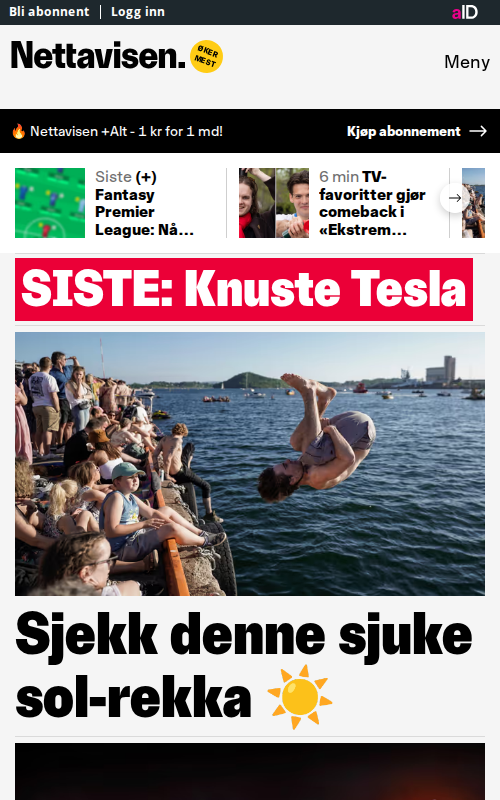 Bli abonnent
Logg inn
aID
Nettavisen.
ØKER
MEST
Meny
🔥 Nettavisen +Alt - 1 kr for 1 md!
Kjøp abonnement
Siste (+)
Fantasy
Premier
League: Nå...
6 min TV-
favoritter gjør
comeback i
«Ekstrem...
SISTE: Knuste Tesla
Sjekk denne sjuke
sol-rekka ☀️